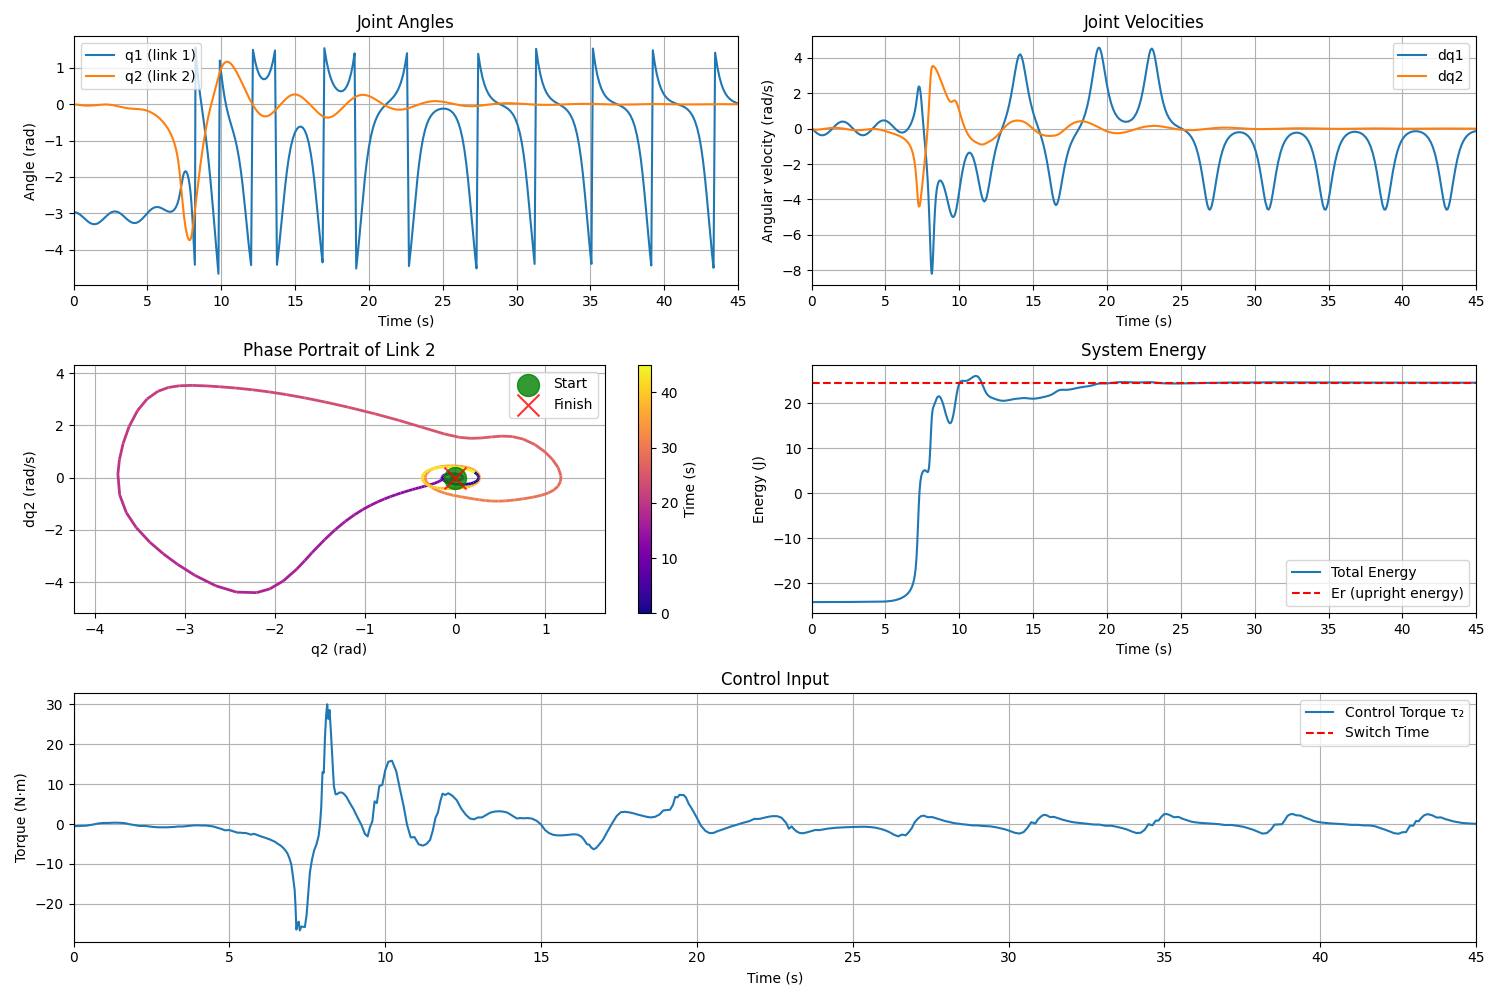 Joint Angles
Angle (rad)
1
0
−1
−2
−3
−4
q1 (link 1)
q2 (link 2)
0 5 10 15 20 25 30 35 40 45
Time (s)
Joint Velocities
Angular velocity (rad/s)
4
2
0
−2
−4
−6
−8
dq1
dq2
0 5 10 15 20 25 30 35 40 45
Time (s)
Phase Portrait of Link 2
dq2 (rad/s)
4
2
0
−2
−4
Start
Finish
−4 −3 −2 −1 0 1
q2 (rad)
40
30
20
10
0
Time (s)
System Energy
Energy (J)
20
10
0
−10
−20
Total Energy
Er (upright energy)
0 5 10 15 20 25 30 35 40 45
Time (s)
Control Input
Torque (N·m)
30
20
10
0
−10
−20
Control Torque τ₂
Switch Time
0 5 10 15 20 25 30 35 40 45
Time (s)